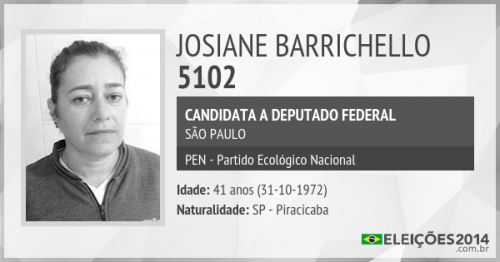 JOSIANE BARRICHELLO
5102
CANDIDATA A DEPUTADO FEDERAL
SÃO PAULO
PEN - Partido Ecológico Nacional
Idade: 41 anos (31-10-1972)
Naturalidade: SP - Piracicaba
ELEIÇÕES2014
.com.br